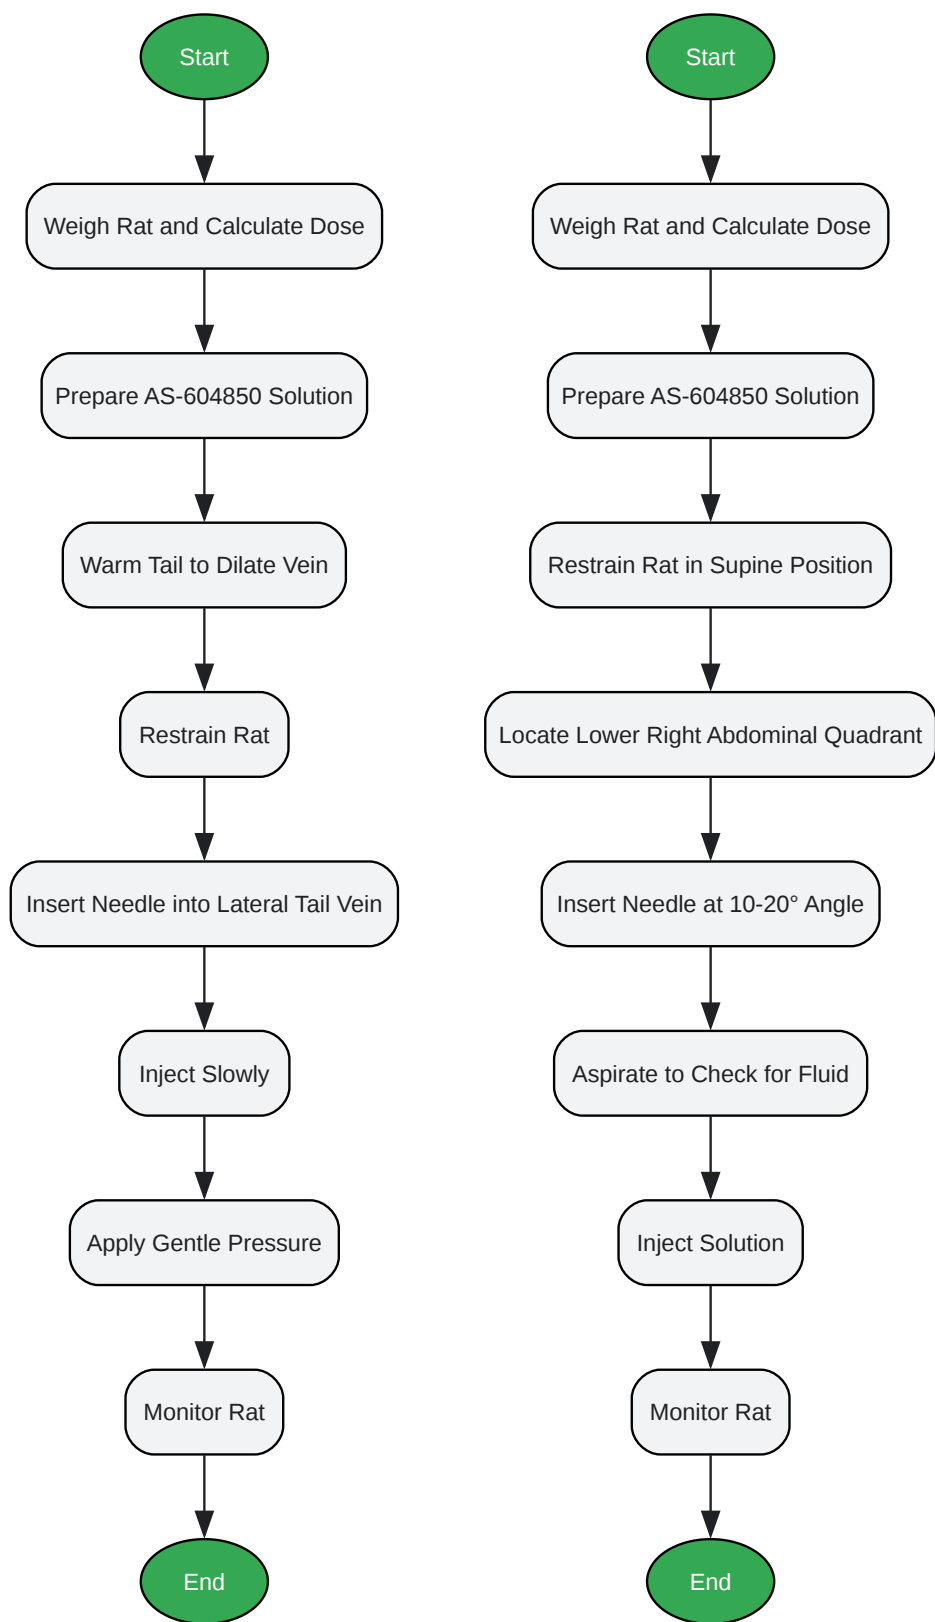 Start
Weigh Rat and Calculate Dose
Prepare AS-604850 Solution
Warm Tail to Dilate Vein
Restrain Rat
Insert Needle into Lateral Tail Vein
Inject Slowly
Apply Gentle Pressure
Monitor Rat
End
Start
Weigh Rat and Calculate Dose
Prepare AS-604850 Solution
Restrain Rat in Supine Position
Locate Lower Right Abdominal Quadrant
Insert Needle at 10-20° Angle
Aspirate to Check for Fluid
Inject Solution
Monitor Rat
End